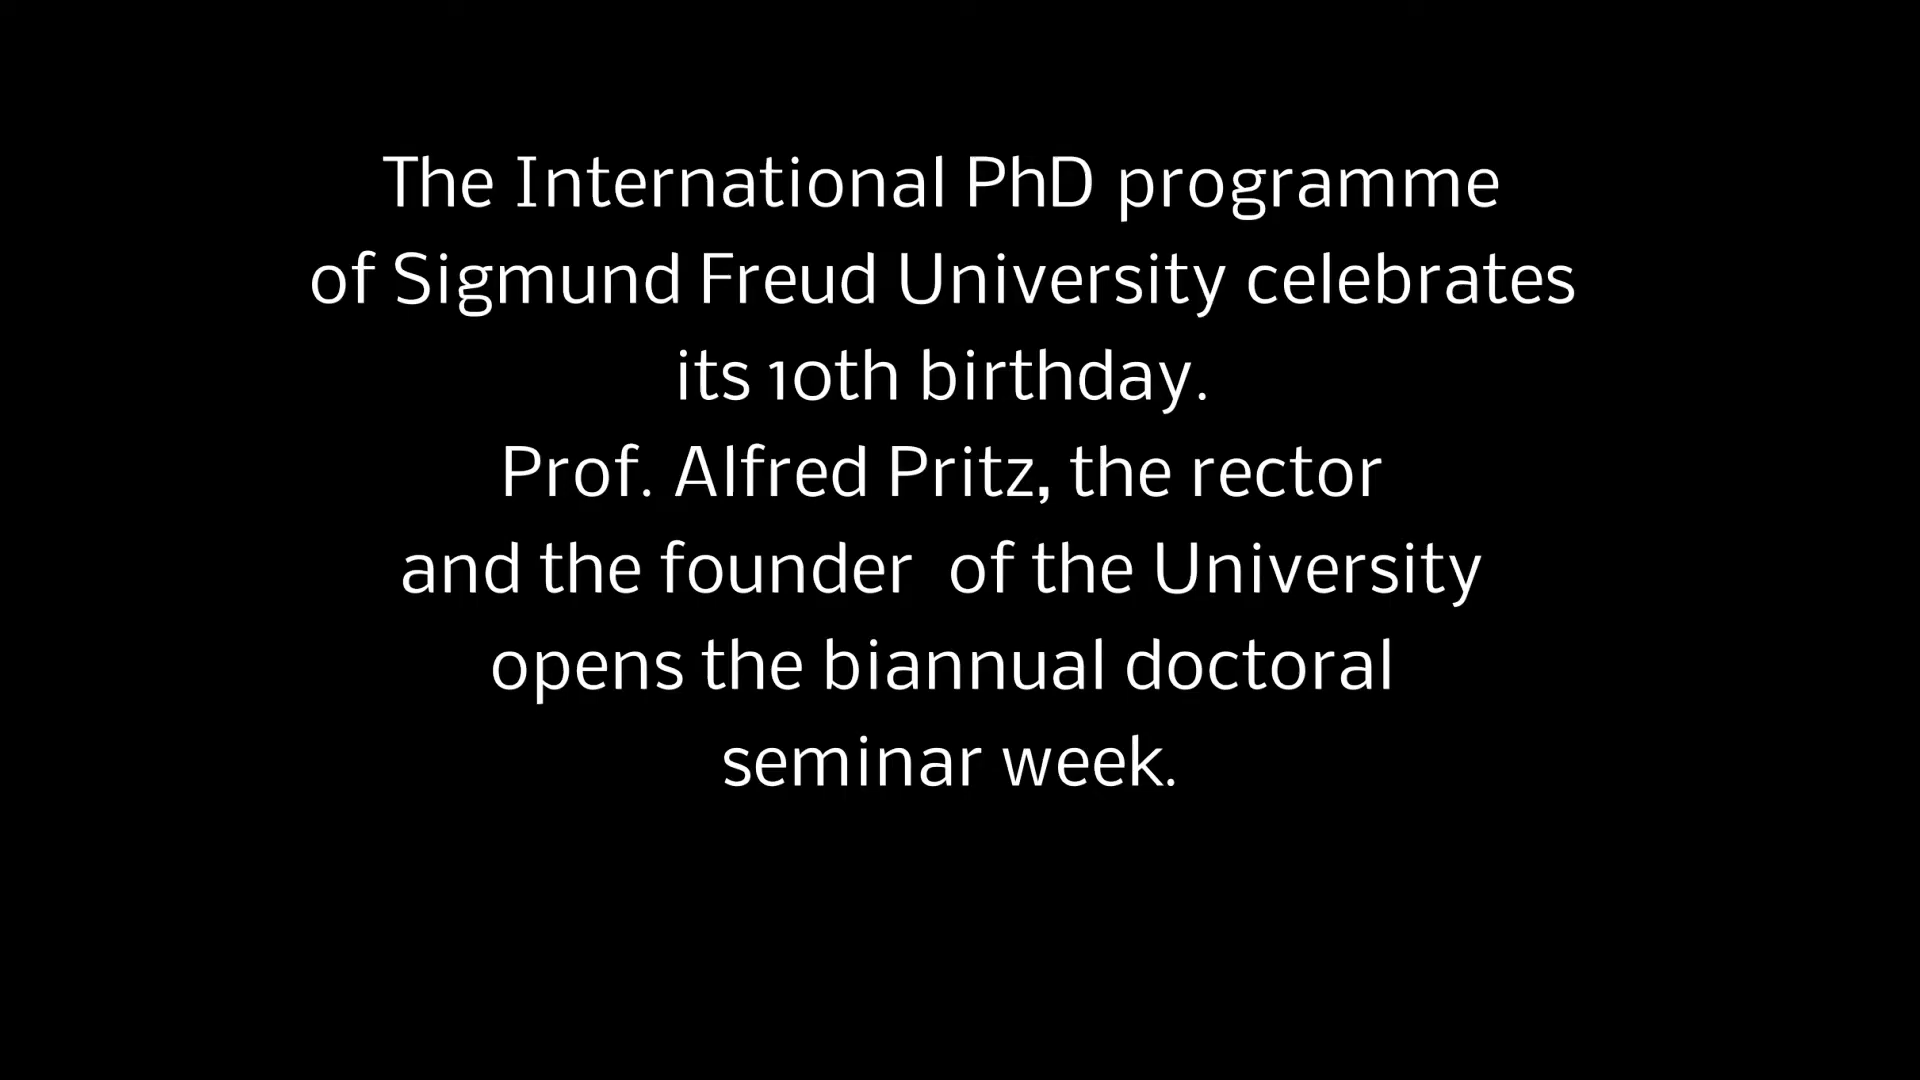 The International PhD programme
of Sigmund Freud University celebrates
its 10th birthday.
Prof. Alfred Pritz, the rector
and the founder  of the University
opens the biannual doctoral
seminar week.